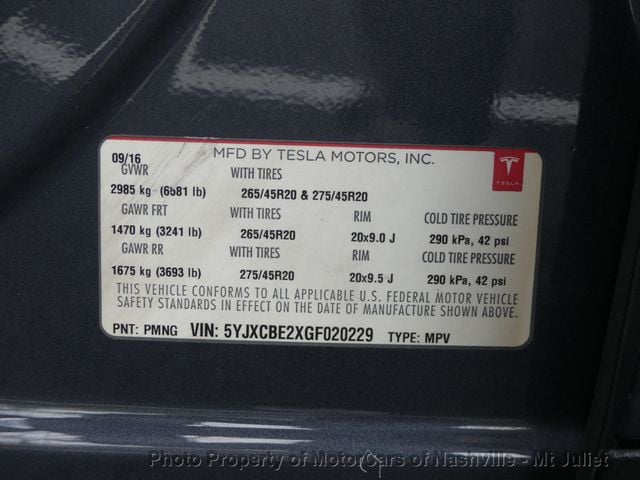 MFD BY TESLA MOTORS, INC.
TESLA
09/16
GVWR WITH TIRES
2985 kg (6581 lb) 265/45R20 & 275/45R20
GAWR FRT WITH TIRES RIM COLD TIRE PRESSURE
1470 kg (3241 lb) 265/45R20 20x9.0 J 290 kPa, 42 psi
GAWR RR WITH TIRES RIM COLD TIRE PRESSURE
1675 kg (3693 lb) 275/45R20 20x9.5 J 290 kPa, 42 psi
THIS VEHICLE CONFORMS TO ALL APPLICABLE U.S. FEDERAL MOTOR VEHICLE
SAFETY STANDARDS IN EFFECT ON THE DATE OF MANUFACTURE SHOWN ABOVE.
PNT: PMNG VIN: 5YJXCBE2XGF020229 TYPE: MPV
Photo Property of MotorCars of Nashville - Mt Juliet